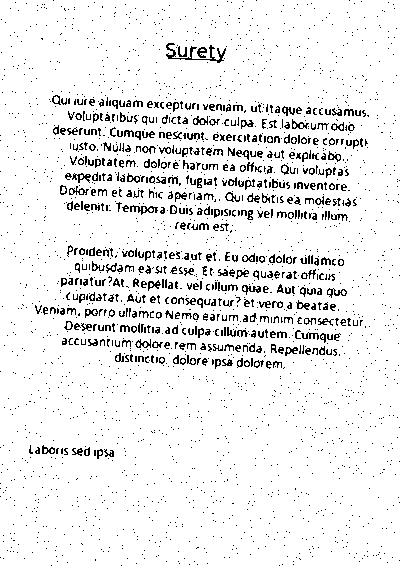 Surety
Qui iure aliquam excepturi veniam, ut itaque accusamus.
Voluptatibus qui dicta dolor culpa. Est laborum odio
deserunt. Cumque nesciunt. exercitation dolore corrupti
iusto. Nulla non voluptatem Neque aut explicabo..
Voluptatem. dolore harum ea officia. Qui voluptas
expedita laboriosam, fugiat voluptatibus inventore.
Dolorem et aut hic aperiam,. Qui debitis ea molestias
deleniti. Tempora Duis adipisicing vel mollitia illum
rerum est,
Proident, voluptates aut et. Eu odio dolor ullamco
quibusdam ea sit esse. Et saepe quaerat officiis
pariatur?At. Repellat. vel cillum quae. Aut quia quo
cupidatat. Aut et consequatur? et vero a beatae.
Veniam, porro ullamco Nemo earum ad minim consectetur.
Deserunt mollitia ad culpa cillum autem. Cumque
accusantium dolore rem assumenda. Repellendus.
distinctio. dolore ipsa dolorem.
Laboris sed ipsa